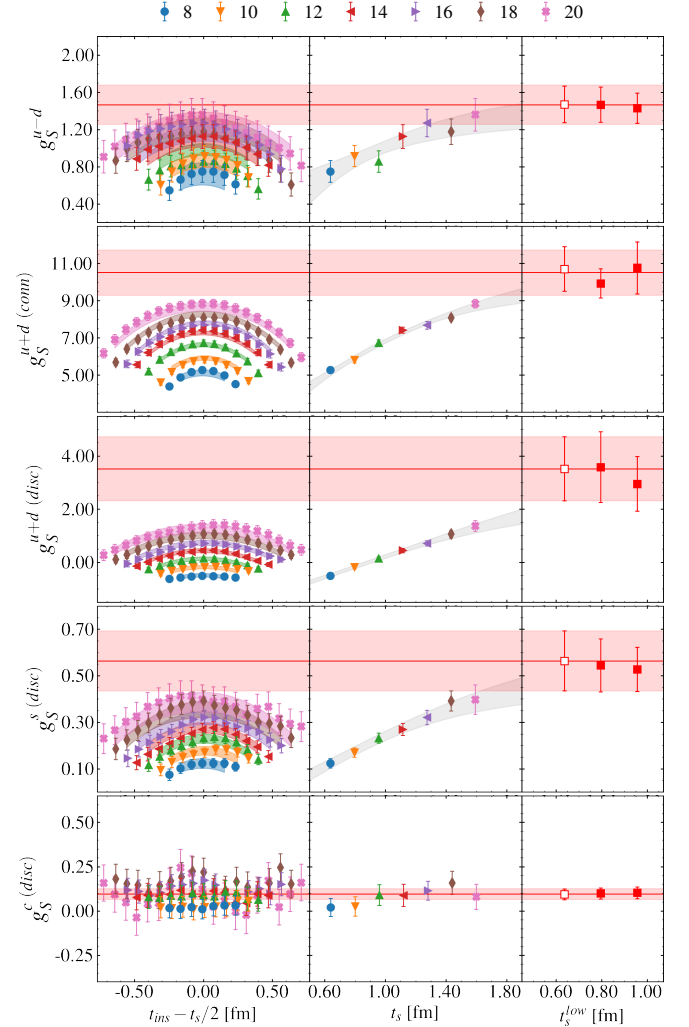 8 10 12 14 16 18 20
2.00
1.60
1.20
0.80
0.40
g_S^{u−d}
11.00
9.00
7.00
5.00
g_S^{u+d (conn)}
4.00
2.00
0.00
g_S^{u+d (disc)}
0.70
0.50
0.30
0.10
g_S^{s (disc)}
0.50
0.25
0.00
-0.25
g_S^{c (disc)}
-0.50 0.00 0.50 0.60 1.00 1.40 1.80 0.60 0.80 1.00
t_{ins} − t_s/2 [fm] t_s [fm] t_s^{low} [fm]